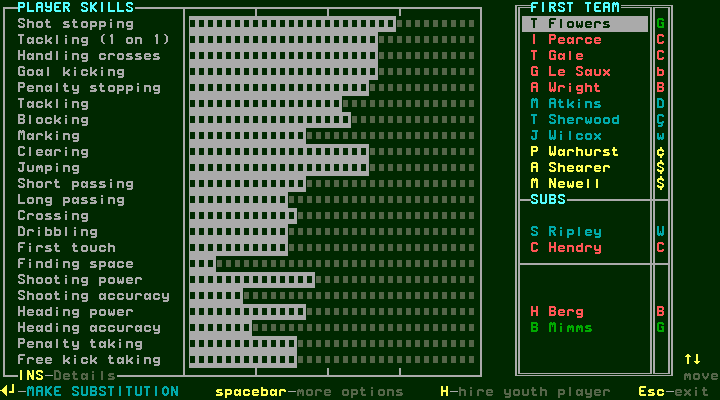 PLAYER SKILLS
Shot stopping
Tackling (1 on 1)
Handling crosses
Goal kicking
Penalty stopping
Tackling
Blocking
Marking
Clearing
Jumping
Short passing
Long passing
Crossing
Dribbling
First touch
Finding space
Shooting power
Shooting accuracy
Heading power
Heading accuracy
Penalty taking
Free kick taking
INS-Details
FIRST TEAM
T Flowers G
I Pearce C
T Gale C
G Le Saux b
A Wright B
M Atkins D
T Sherwood Ç
J Wilcox w
P Warhurst ¢
A Shearer $
M Newell $
SUBS
S Ripley W
C Hendry C
H Berg B
B Mimms G
↑↓
move
↵-MAKE SUBSTITUTION spacebar-more options H-hire youth player Esc-exit